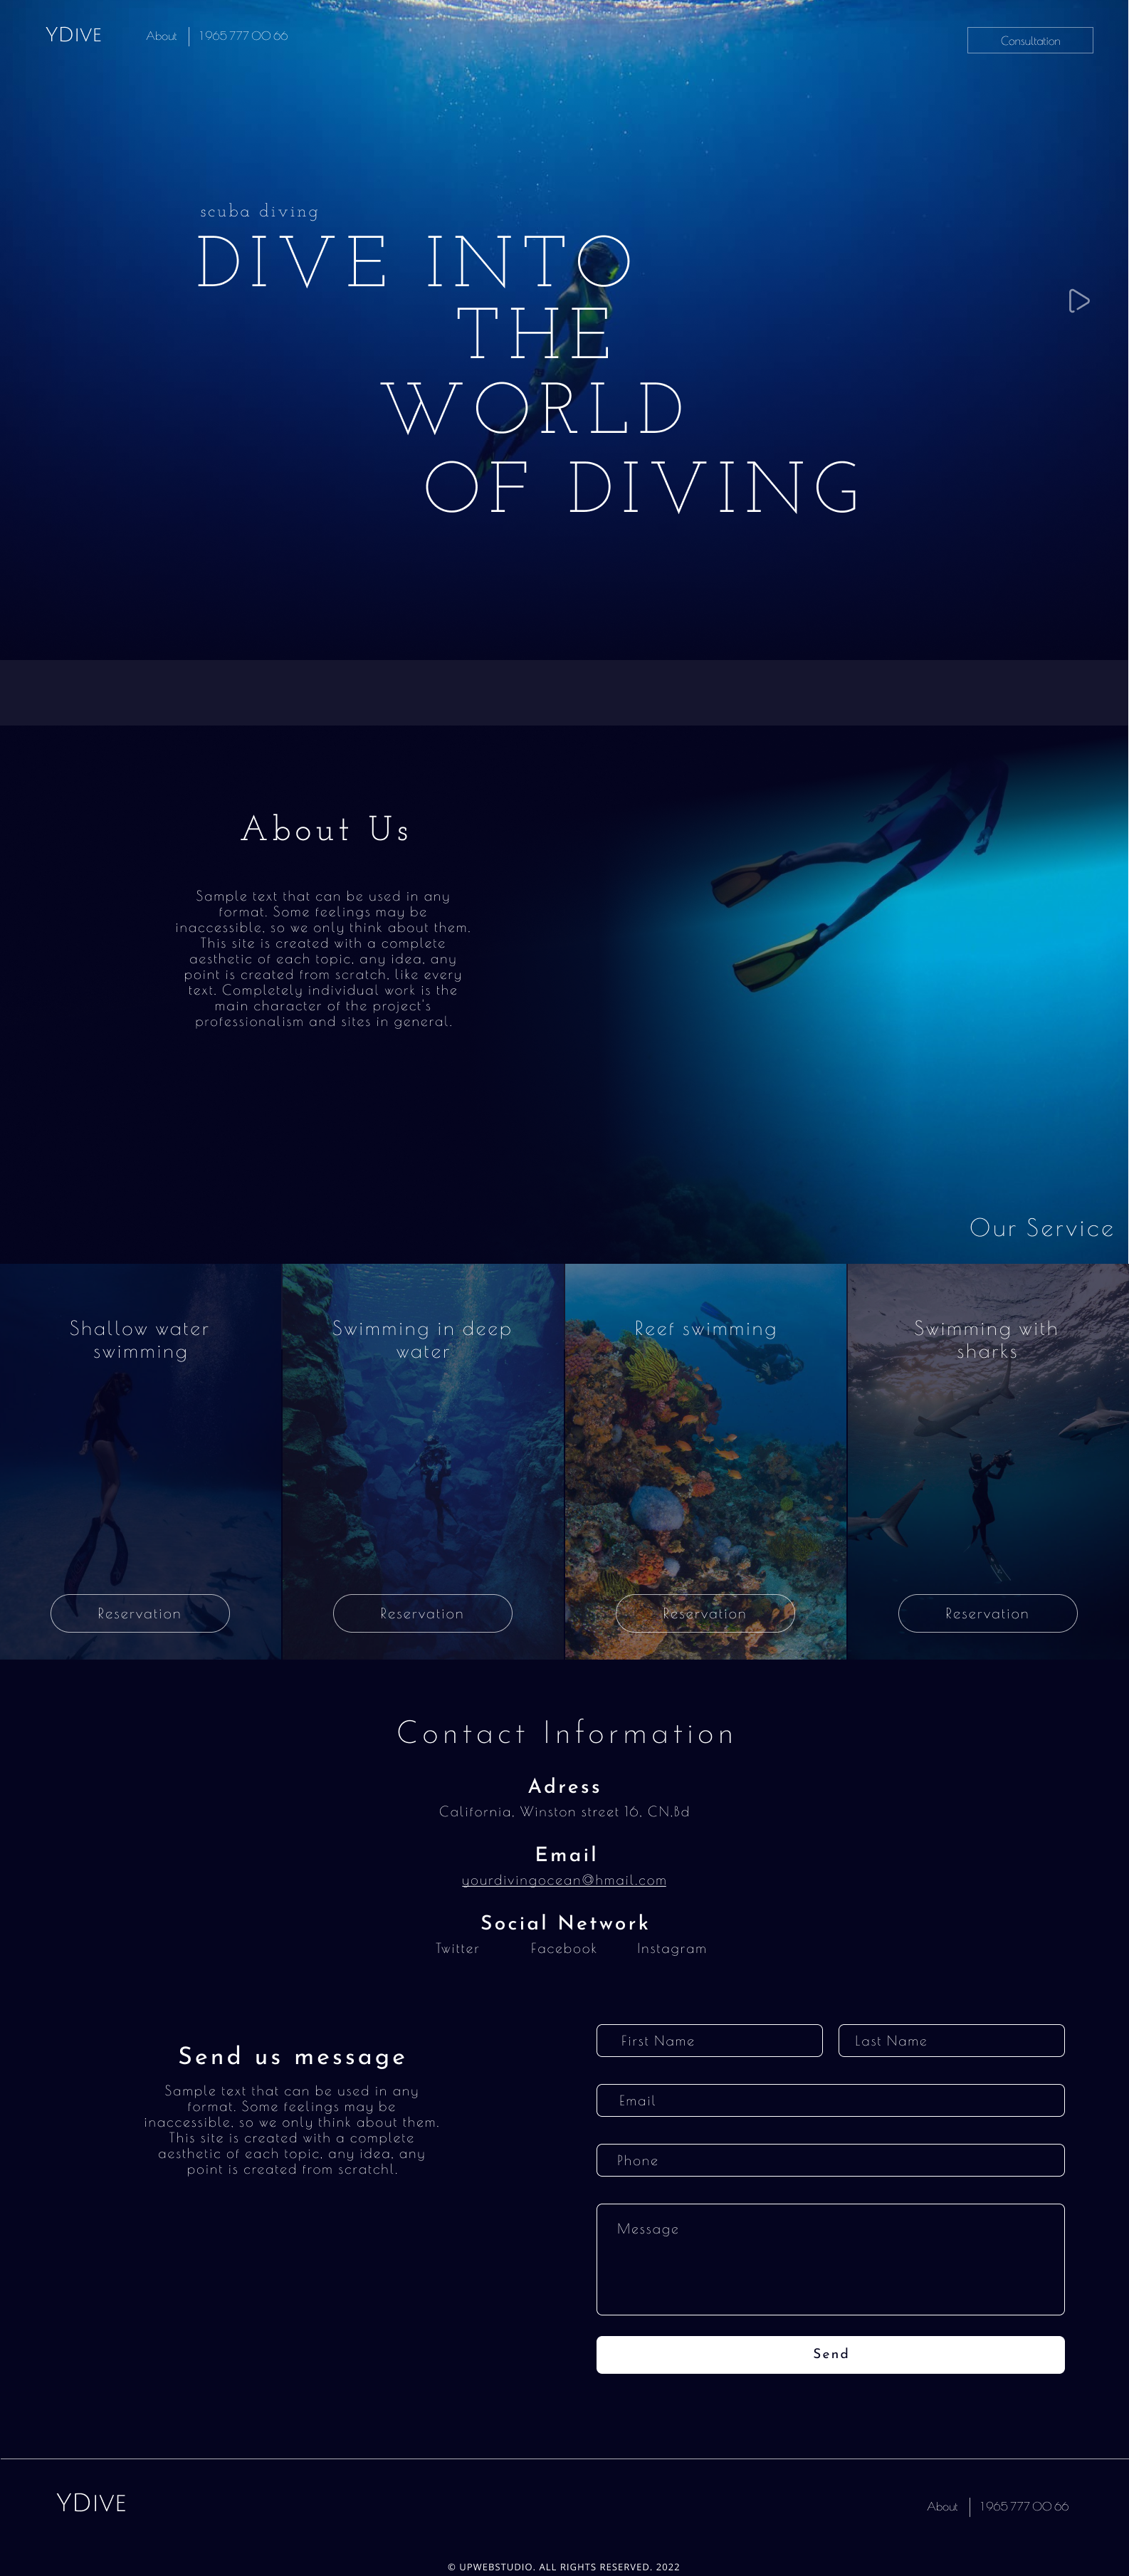 YDIVE
About
1965 777 00 66
Consultation
scuba diving
DIVE INTO
THE
WORLD
OF DIVING
About Us
Sample text that can be used in any
format. Some feelings may be
inaccessible, so we only think about them.
This site is created with a complete
aesthetic of each topic, any idea, any
point is created from scratch, like every
text. Completely individual work is the
main character of the project's
professionalism and sites in general.
Our Service
Shallow water
swimming
Reservation
Swimming in deep
water
Reservation
Reef swimming
Reservation
Swimming with
sharks
Reservation
Contact Information
Adress
California, Winston street 16, CN,Bd
Email
yourdivingocean@hmail.com
Social Network
Twitter
Facebook
Instagram
Send us message
Sample text that can be used in any
format. Some feelings may be
inaccessible, so we only think about them.
This site is created with a complete
aesthetic of each topic, any idea, any
point is created from scratchl.
First Name
Last Name
Email
Phone
Message
Send
YDIVE
About
1965 777 00 66
© UPWEBSTUDIO. ALL RIGHTS RESERVED. 2022